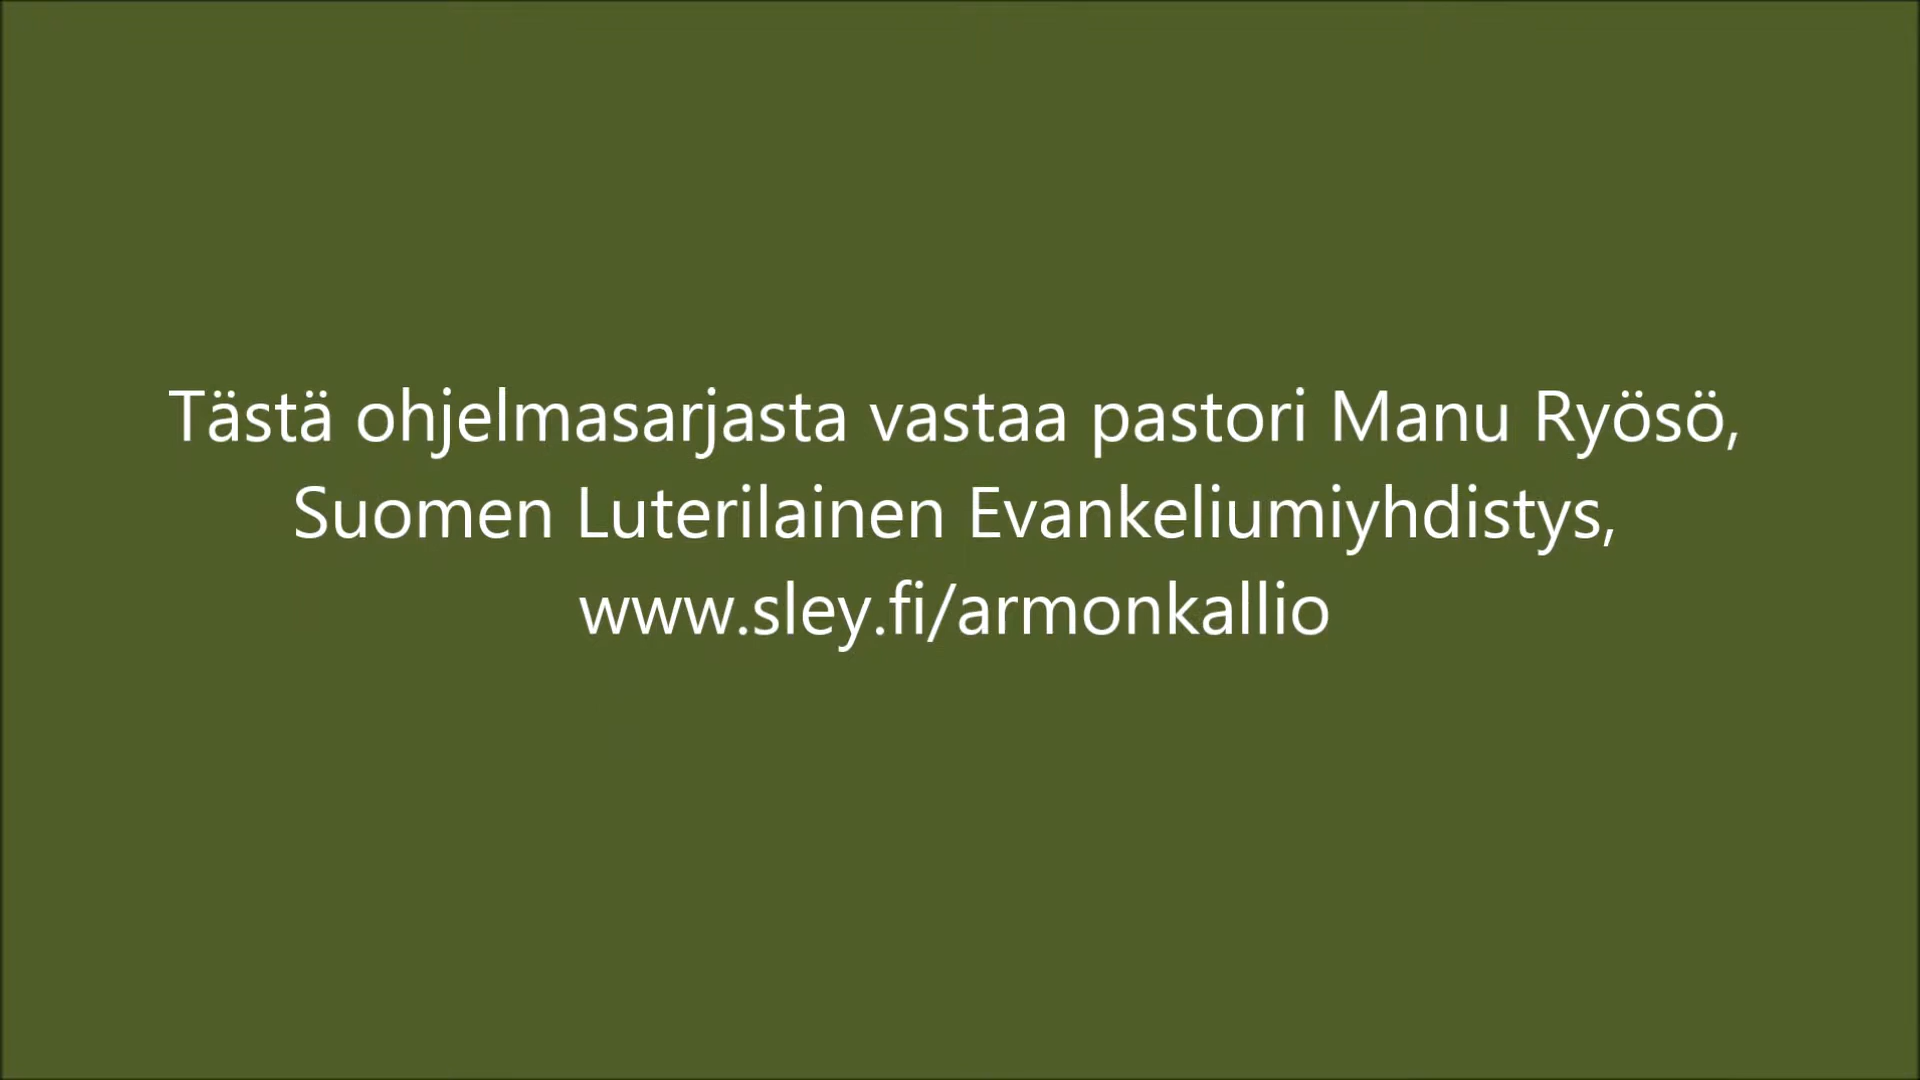 Tästä ohjelmasarjasta vastaa pastori Manu Ryösö,
Suomen Luterilainen Evankeliumiyhdistys,
www.sley.fi/armonkallio